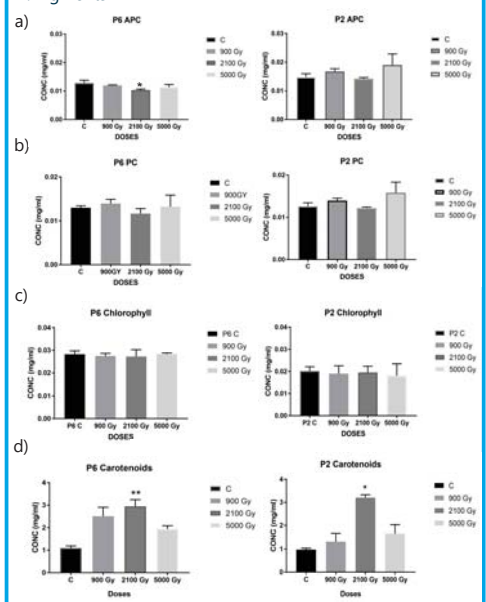 a)
P6 APC
CONC (mg/ml)
0.03
0.02
0.01
0.00
C
900 Gy
2100 Gy
5000 Gy
DOSES
*
C
900 Gy
2100 Gy
5000 Gy
P2 APC
CONC (mg/ml)
0.03
0.02
0.01
0.00
C
900 Gy
2100 Gy
5000 Gy
DOSES
C
900 Gy
2100 Gy
5000 Gy
b)
P6 PC
CONC (mg/ml)
0.02
0.01
0.00
C
900GY
2100 Gy
5000 Gy
DOSES
C
900GY
2100 Gy
5000 Gy
P2 PC
CONC (mg/ml)
0.02
0.01
0.00
C
900 Gy
2100 Gy
5000 Gy
DOSES
C
900 Gy
2100 Gy
5000 Gy
c)
P6 Chlorophyll
CONC (mg/ml)
0.04
0.03
0.02
0.01
0.00
P6 C
900 Gy
2100 Gy
5000 Gy
DOSES
P6 C
900 Gy
2100 Gy
5000 Gy
P2 Chlorophyll
CONC (mg/ml)
0.04
0.03
0.02
0.01
0.00
P2 C
900 Gy
2100 Gy
5000 Gy
DOSES
P2 C
900 Gy
2100 Gy
5000 Gy
d)
P6 Carotenoids
CONC (mg/ml)
4
3
2
1
0
C
900 Gy
2100 Gy
5000 Gy
Doses
**
C
900 Gy
2100 Gy
5000 Gy
P2 Carotenoids
CONC (mg/ml)
4
3
2
1
0
C
900 Gy
2100 Gy
5000 Gy
Doses
*
C
900 Gy
2100 Gy
5000 Gy